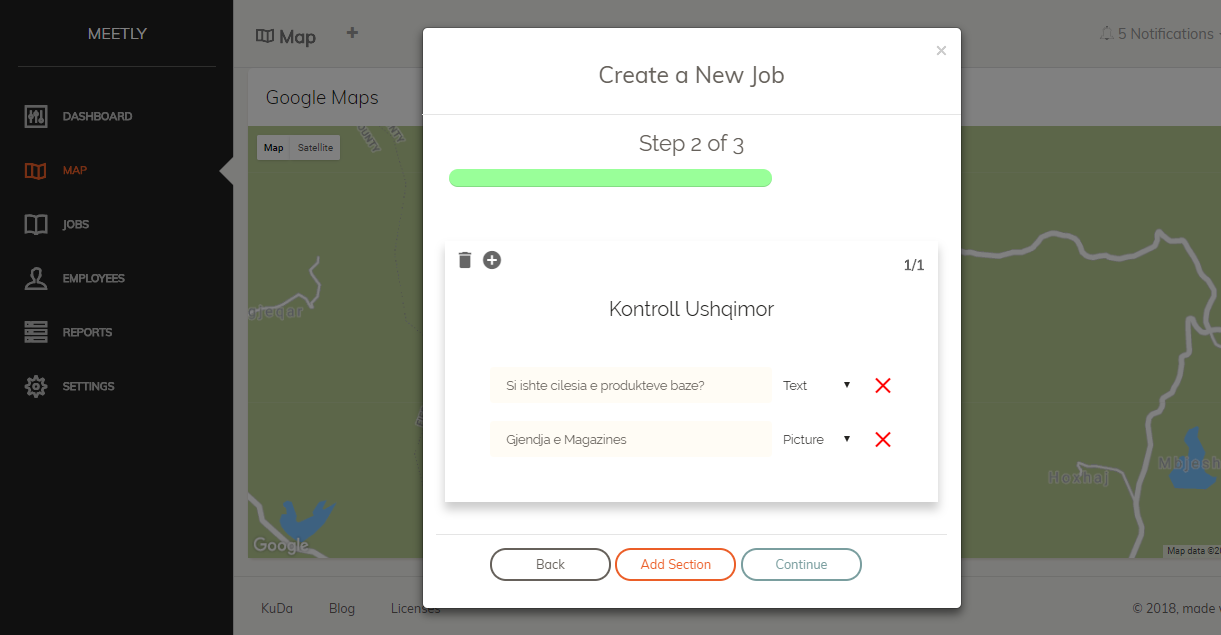 MEETLY
DASHBOARD
MAP
JOBS
EMPLOYEES
REPORTS
SETTINGS
Map
5 Notifications
Google Maps
Map Satellite
Create a New Job
Step 2 of 3
1/1
Kontroll Ushqimor
Si ishte cilesia e produkteve baze? Text
Gjendja e Magazines Picture
Back Add Section Continue
Hoxhaj
Google
Map data ©20
KuDa Blog Licenses
© 2018, made